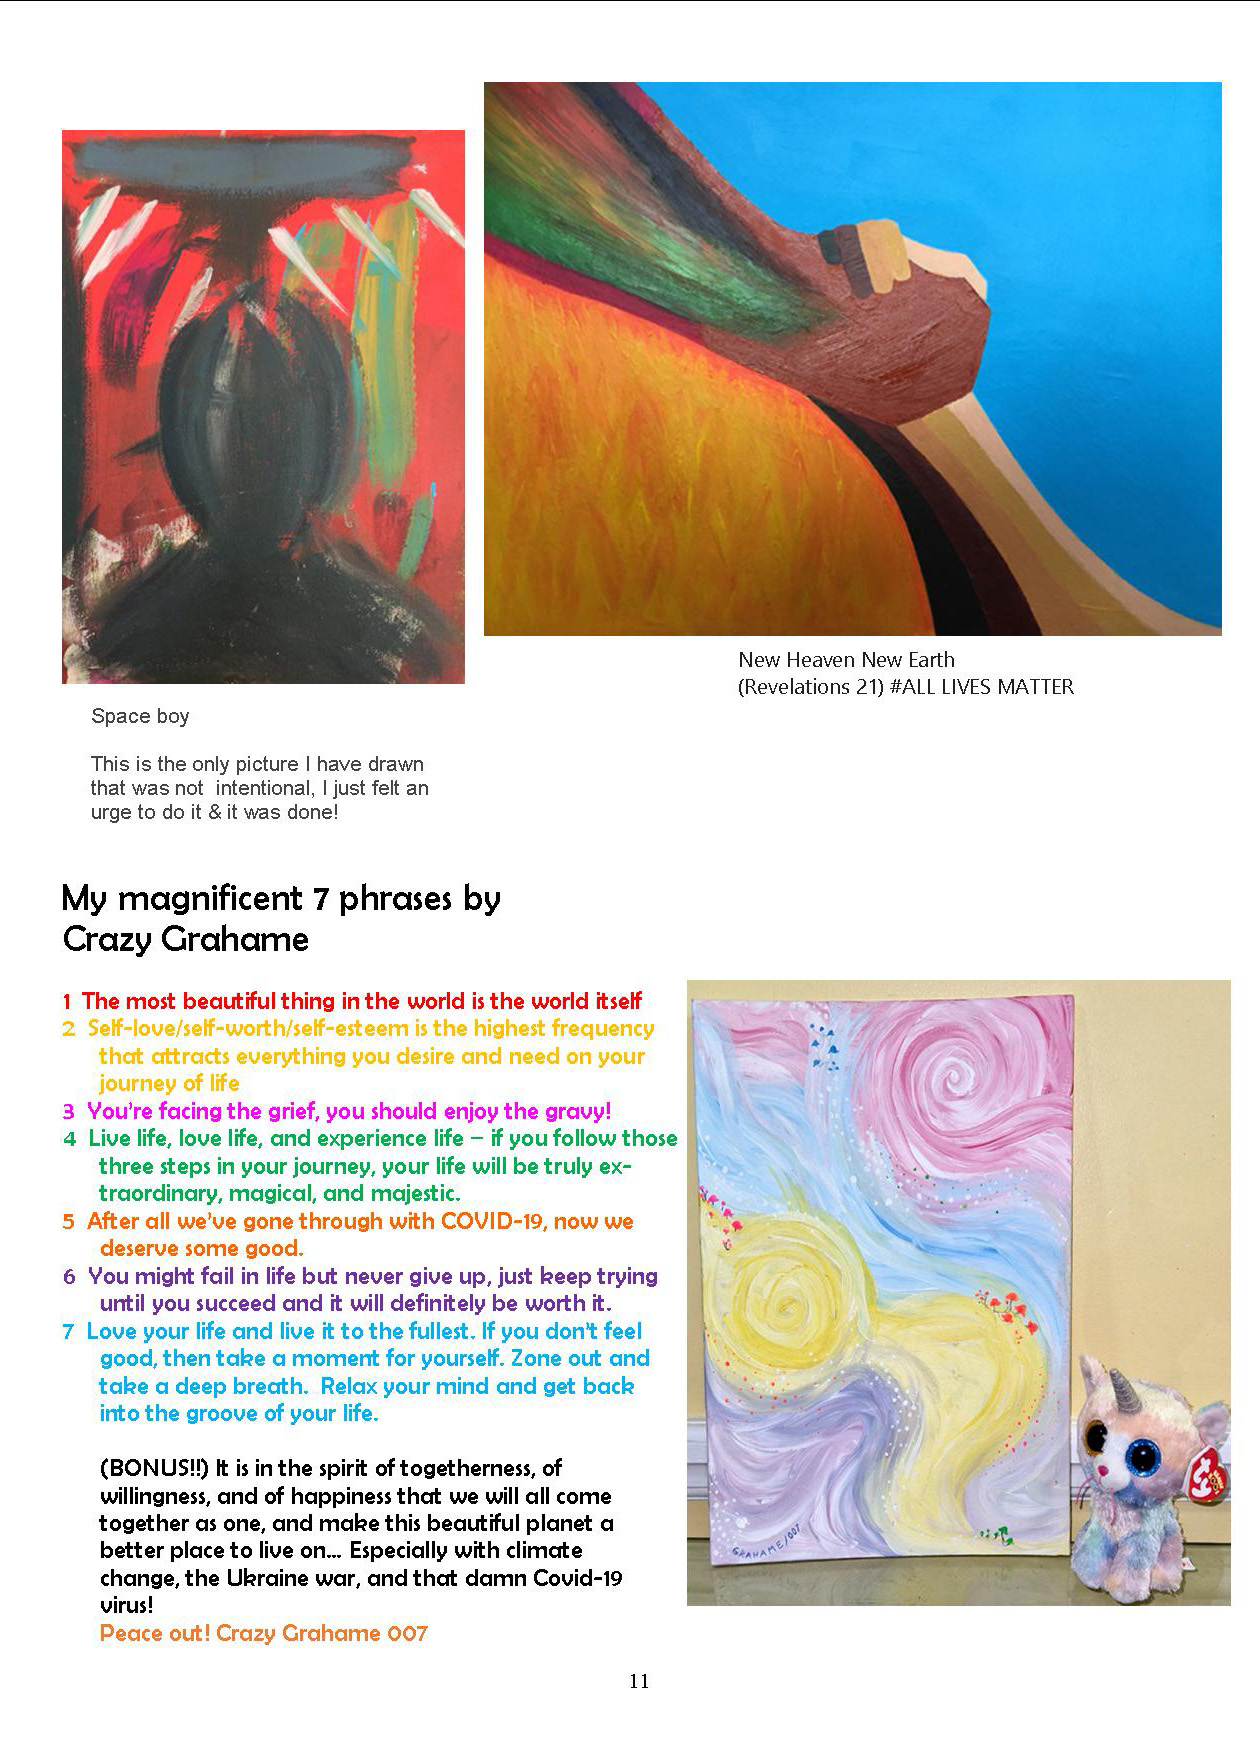 New Heaven New Earth
(Revelations 21) #ALL LIVES MATTER
Space boy
This is the only picture I have drawn
that was not  intentional, I just felt an
urge to do it & it was done!
My magnificent 7 phrases by
Crazy Grahame
1 The most beautiful thing in the world is the world itself
2 Self-love/self-worth/self-esteem is the highest frequency
that attracts everything you desire and need on your
journey of life
3 You're facing the grief, you should enjoy the gravy!
4 Live life, love life, and experience life – if you follow those
three steps in your journey, your life will be truly ex-
traordinary, magical, and majestic.
5 After all we've gone through with COVID-19, now we
deserve some good.
6 You might fail in life but never give up, just keep trying
until you succeed and it will definitely be worth it.
7 Love your life and live it to the fullest. If you don't feel
good, then take a moment for yourself. Zone out and
take a deep breath.  Relax your mind and get back
into the groove of your life.
(BONUS!!) It is in the spirit of togetherness, of
willingness, and of happiness that we will all come
together as one, and make this beautiful planet a
better place to live on... Especially with climate
change, the Ukraine war, and that damn Covid-19
virus!
Peace out! Crazy Grahame 007
GRAHAME/007
ty
11